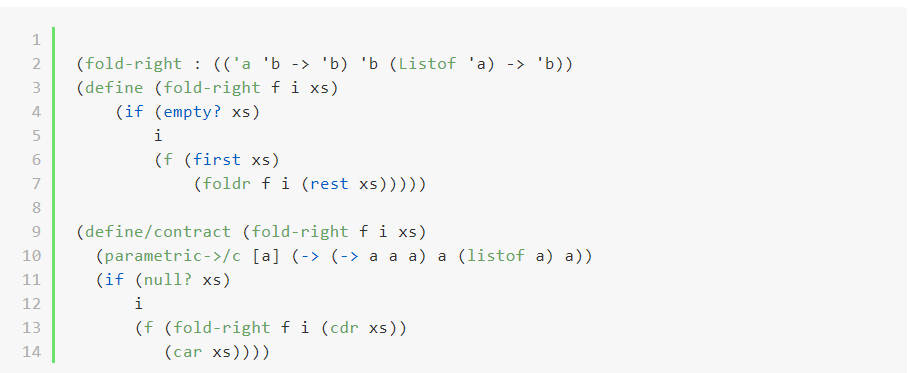 1
2 (fold-right : (('a 'b -> 'b) 'b (Listof 'a) -> 'b))
3 (define (fold-right f i xs)
4 (if (empty? xs)
5 i
6 (f (first xs)
7 (foldr f i (rest xs)))))
8
9 (define/contract (fold-right f i xs)
10 (parametric->/c [a] (-> (-> a a a) a (listof a) a))
11 (if (null? xs)
12 i
13 (f (fold-right f i (cdr xs))
14 (car xs))))